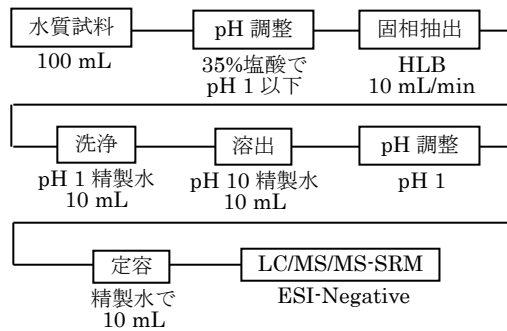 水質試料
100 mL
pH 調整
35%塩酸で
pH 1 以下
固相抽出
HLB
10 mL/min
洗浄
pH 1 精製水
10 mL
溶出
pH 10 精製水
10 mL
pH 調整
pH 1
定容
精製水で
10 mL
LC/MS/MS-SRM
ESI-Negative